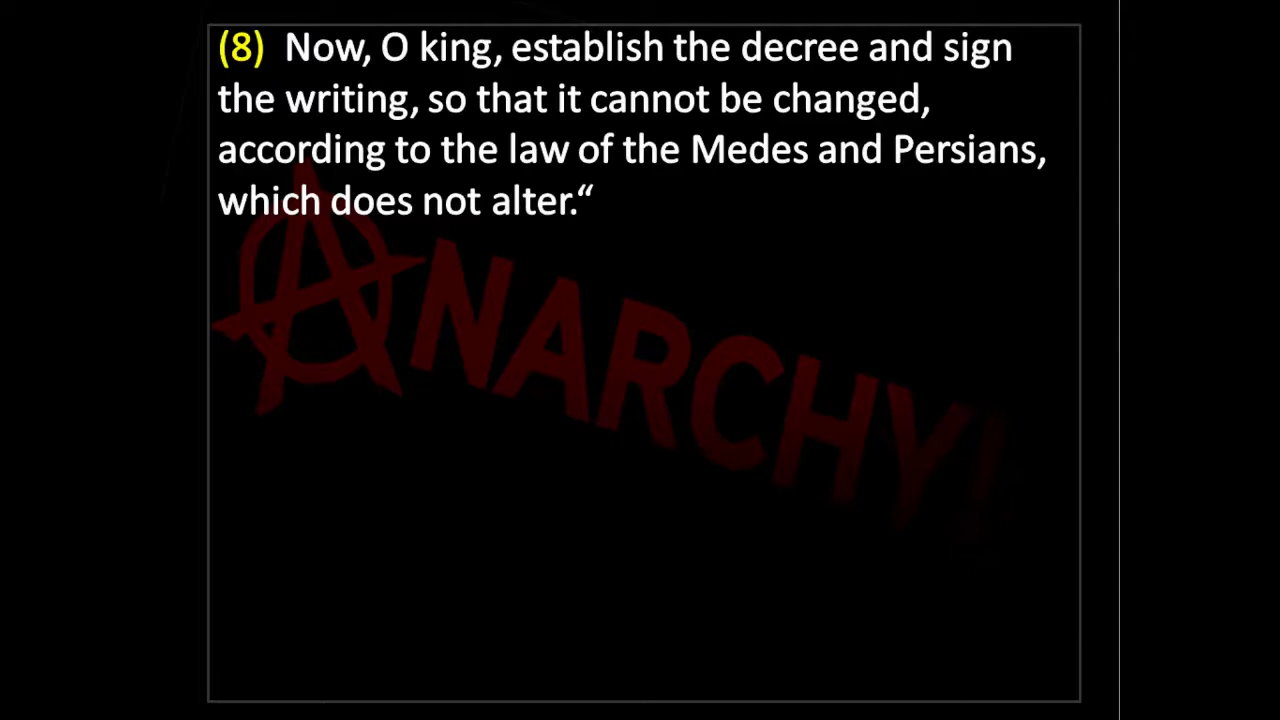 (8) Now, O king, establish the decree and sign
the writing, so that it cannot be changed,
according to the law of the Medes and Persians,
which does not alter.“
ANARCHY!